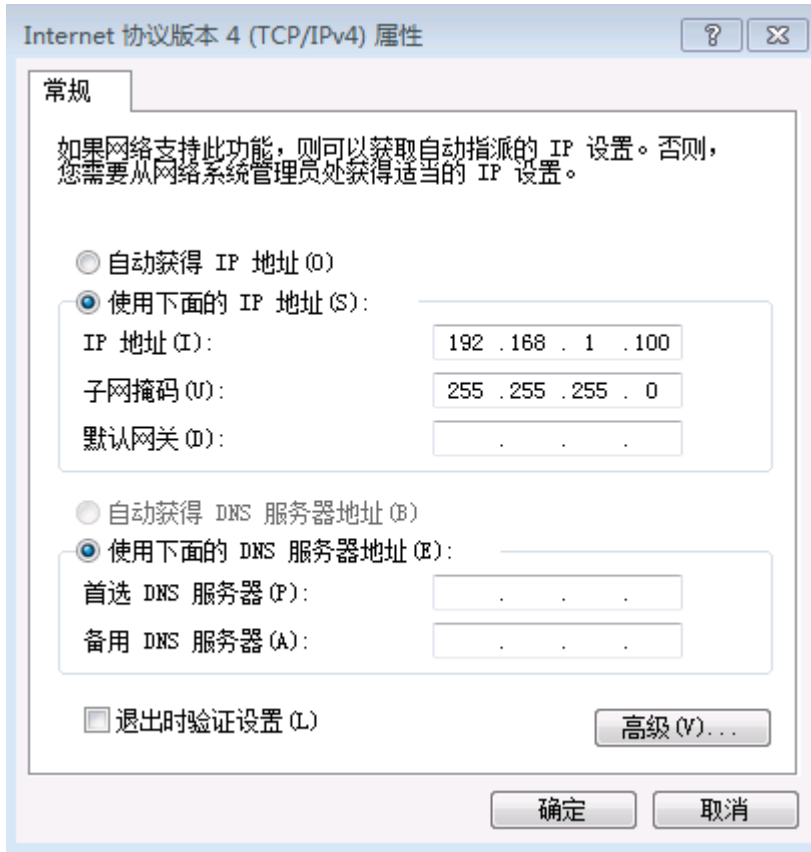 Internet 协议版本 4 (TCP/IPv4) 属性
常规
如果网络支持此功能，则可以获取自动指派的 IP 设置。否则，
您需要从网络系统管理员处获得适当的 IP 设置。
自动获得 IP 地址(O)
使用下面的 IP 地址(S):
IP 地址(I): 192 .168 . 1 .100
子网掩码(U): 255 .255 .255 . 0
默认网关(D): . . .
自动获得 DNS 服务器地址(B)
使用下面的 DNS 服务器地址(E):
首选 DNS 服务器(P): . . .
备用 DNS 服务器(A): . . .
退出时验证设置(L)
高级(V)...
确定 取消